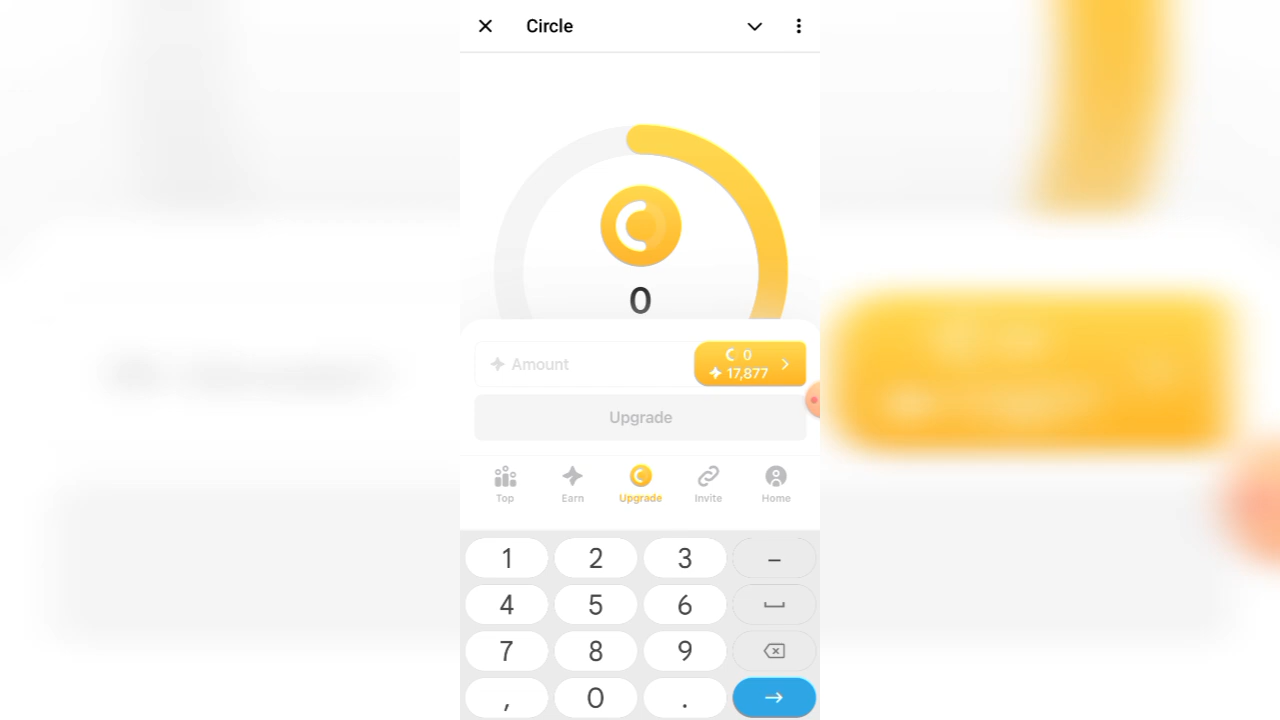 Circle
0
Amount
0
17,877
Upgrade
Top Earn Upgrade Invite Home
1 2 3 –
4 5 6
7 8 9
, 0 .